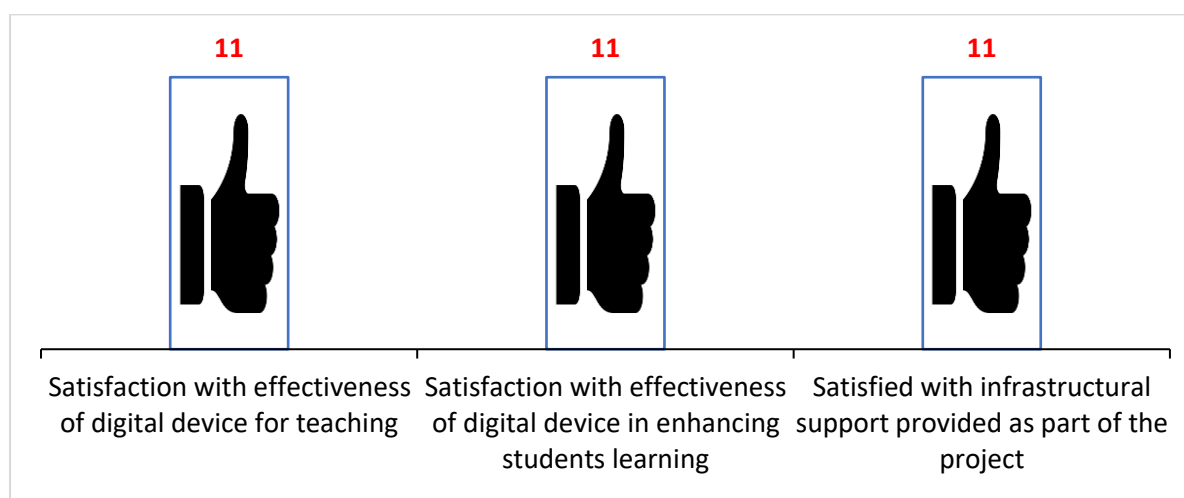 11
11
11
Satisfaction with effectiveness
of digital device for teaching
Satisfaction with effectiveness
of digital device in enhancing
students learning
Satisfied with infrastructural
support provided as part of the
project